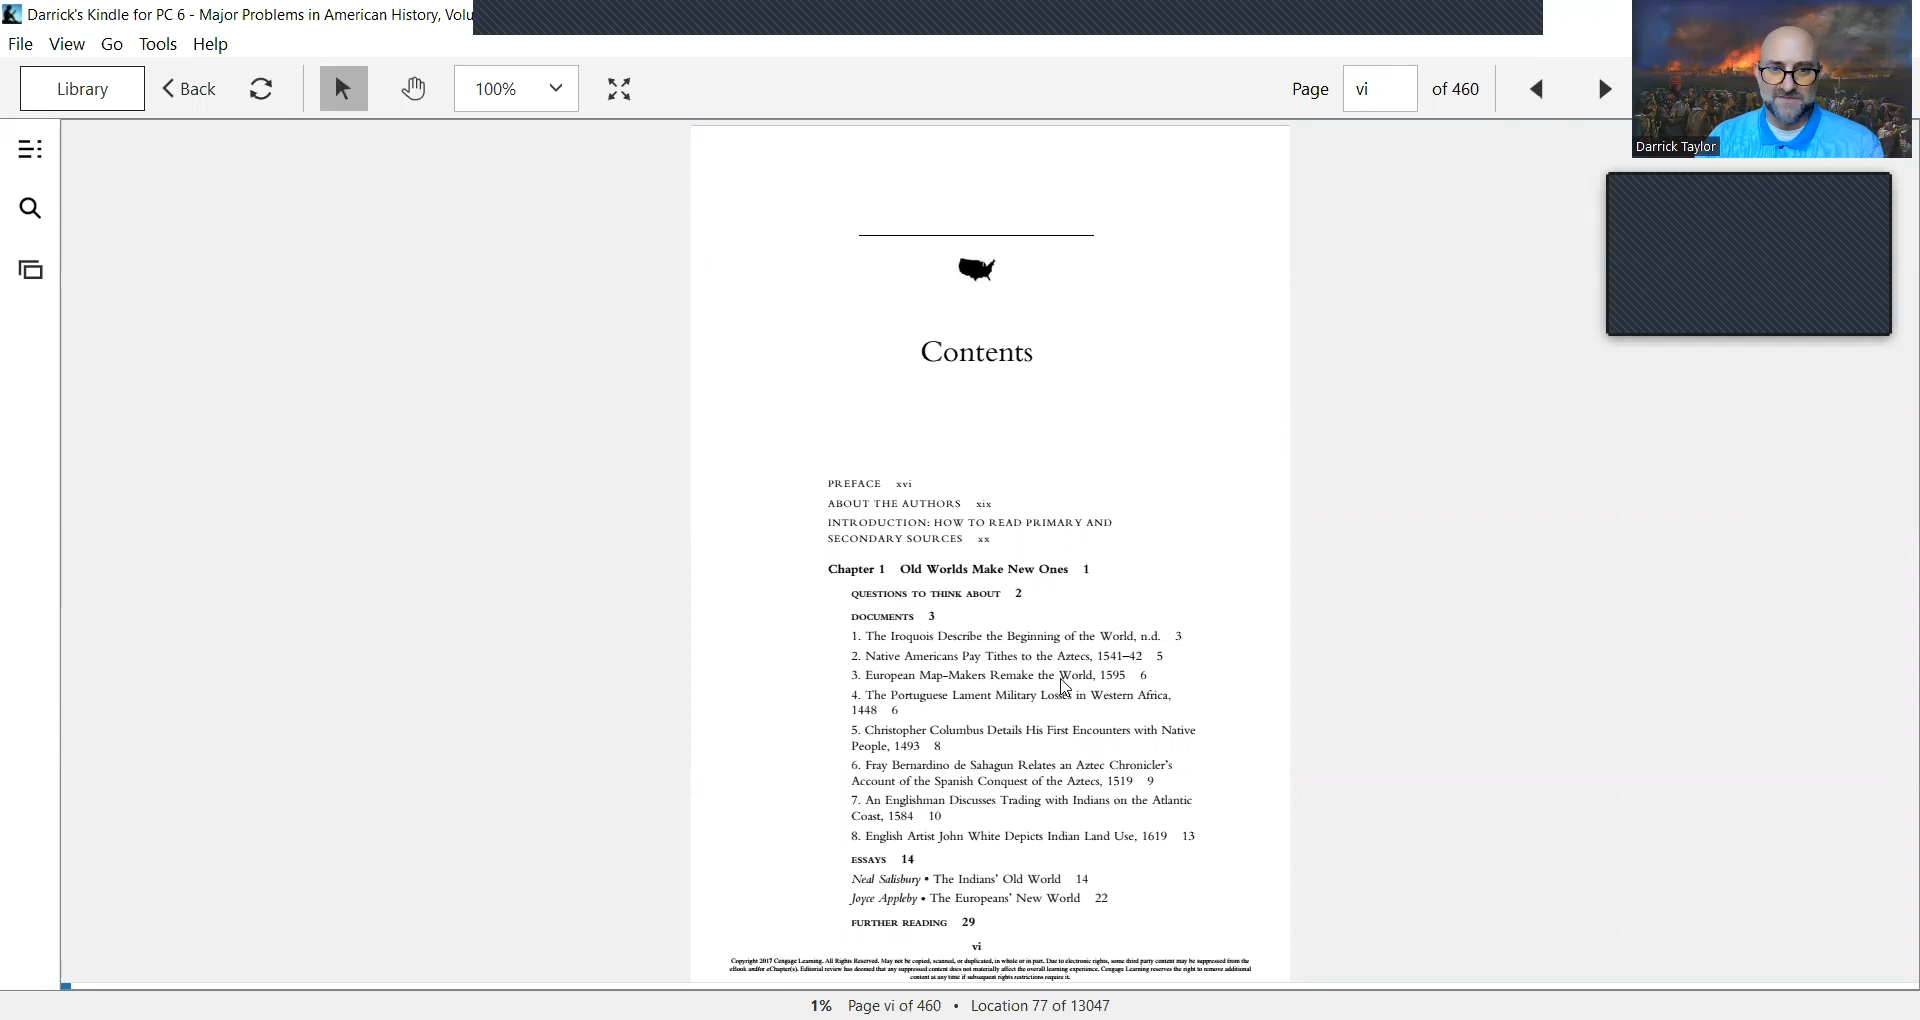 Darrick's Kindle for PC 6 - Major Problems in American History, Volu
File View Go Tools Help
Library Back 100% Page vi of 460
Darrick Taylor
Contents
PREFACE xvi
ABOUT THE AUTHORS xix
INTRODUCTION: HOW TO READ PRIMARY AND
SECONDARY SOURCES xx
Chapter 1 Old Worlds Make New Ones 1
QUESTIONS TO THINK ABOUT 2
DOCUMENTS 3
1. The Iroquois Describe the Beginning of the World, n.d. 3
2. Native Americans Pay Tithes to the Aztecs, 1541–42 5
3. European Map-Makers Remake the World, 1595 6
4. The Portuguese Lament Military Losses in Western Africa,
1448 6
5. Christopher Columbus Details His First Encounters with Native
People, 1493 8
6. Fray Bernardino de Sahagun Relates an Aztec Chronicler's
Account of the Spanish Conquest of the Aztecs, 1519 9
7. An Englishman Discusses Trading with Indians on the Atlantic
Coast, 1584 10
8. English Artist John White Depicts Indian Land Use, 1619 13
ESSAYS 14
Neal Salisbury • The Indians' Old World 14
Joyce Appleby • The Europeans' New World 22
FURTHER READING 29
vi
Copyright 2017 Cengage Learning. All Rights Reserved. May not be copied, scanned, or duplicated, in whole or in part. Due to electronic rights, some third party content may be suppressed from the
eBook and/or eChapter(s). Editorial review has deemed that any suppressed content does not materially affect the overall learning experience. Cengage Learning reserves the right to remove additional
content at any time if subsequent rights restrictions require it.
1% Page vi of 460 • Location 77 of 13047